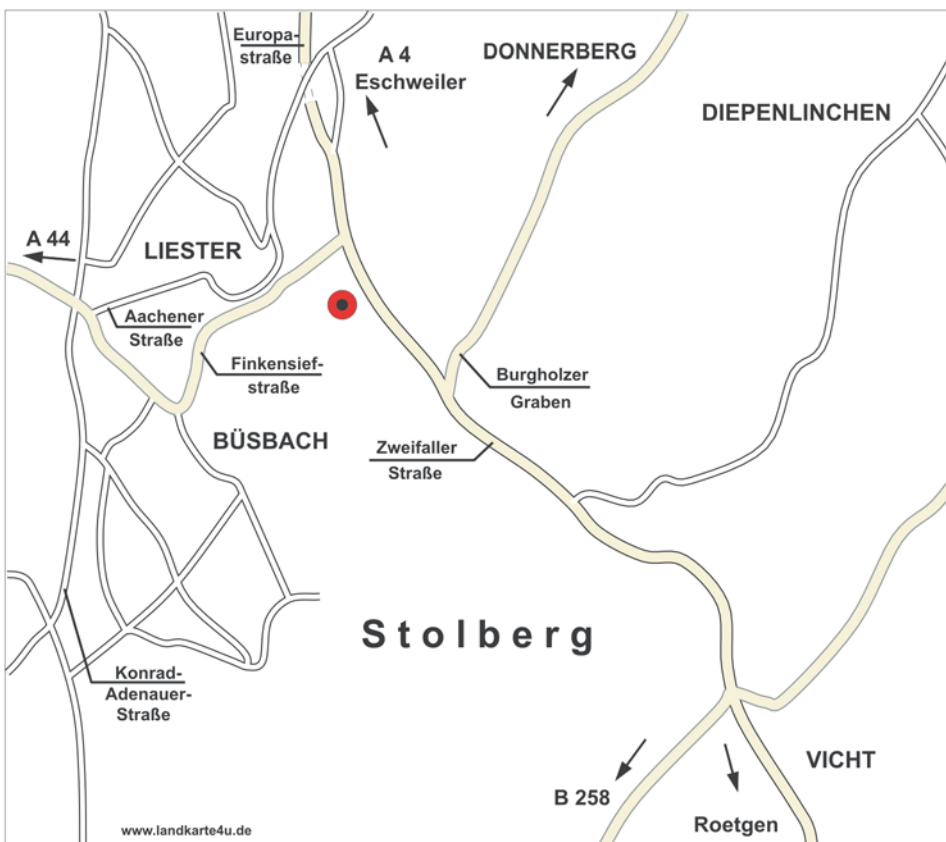 Europa-
straße
A 4
Eschweiler
DONNERBERG
DIEPENLINCHEN
A 44
LIESTER
Aachener
Straße
Finkensief-
straße
Burgholzer
Graben
BÜSBACH
Zweifaller
Straße
Stolberg
Konrad-
Adenauer-
Straße
VICHT
B 258
Roetgen
www.landkarte4u.de